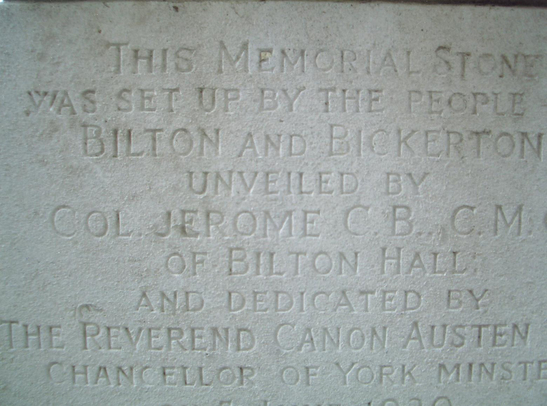 THIS MEMORIAL STONE
WAS SET UP BY THE PEOPLE
BILTON AND BICKERTON
UNVEILED BY
COL. JEROME C.B., C.M.
OF BILTON HALL
AND DEDICATED BY
THE REVEREND CANON AUSTEN
CHANCELLOR OF YORK MINSTE